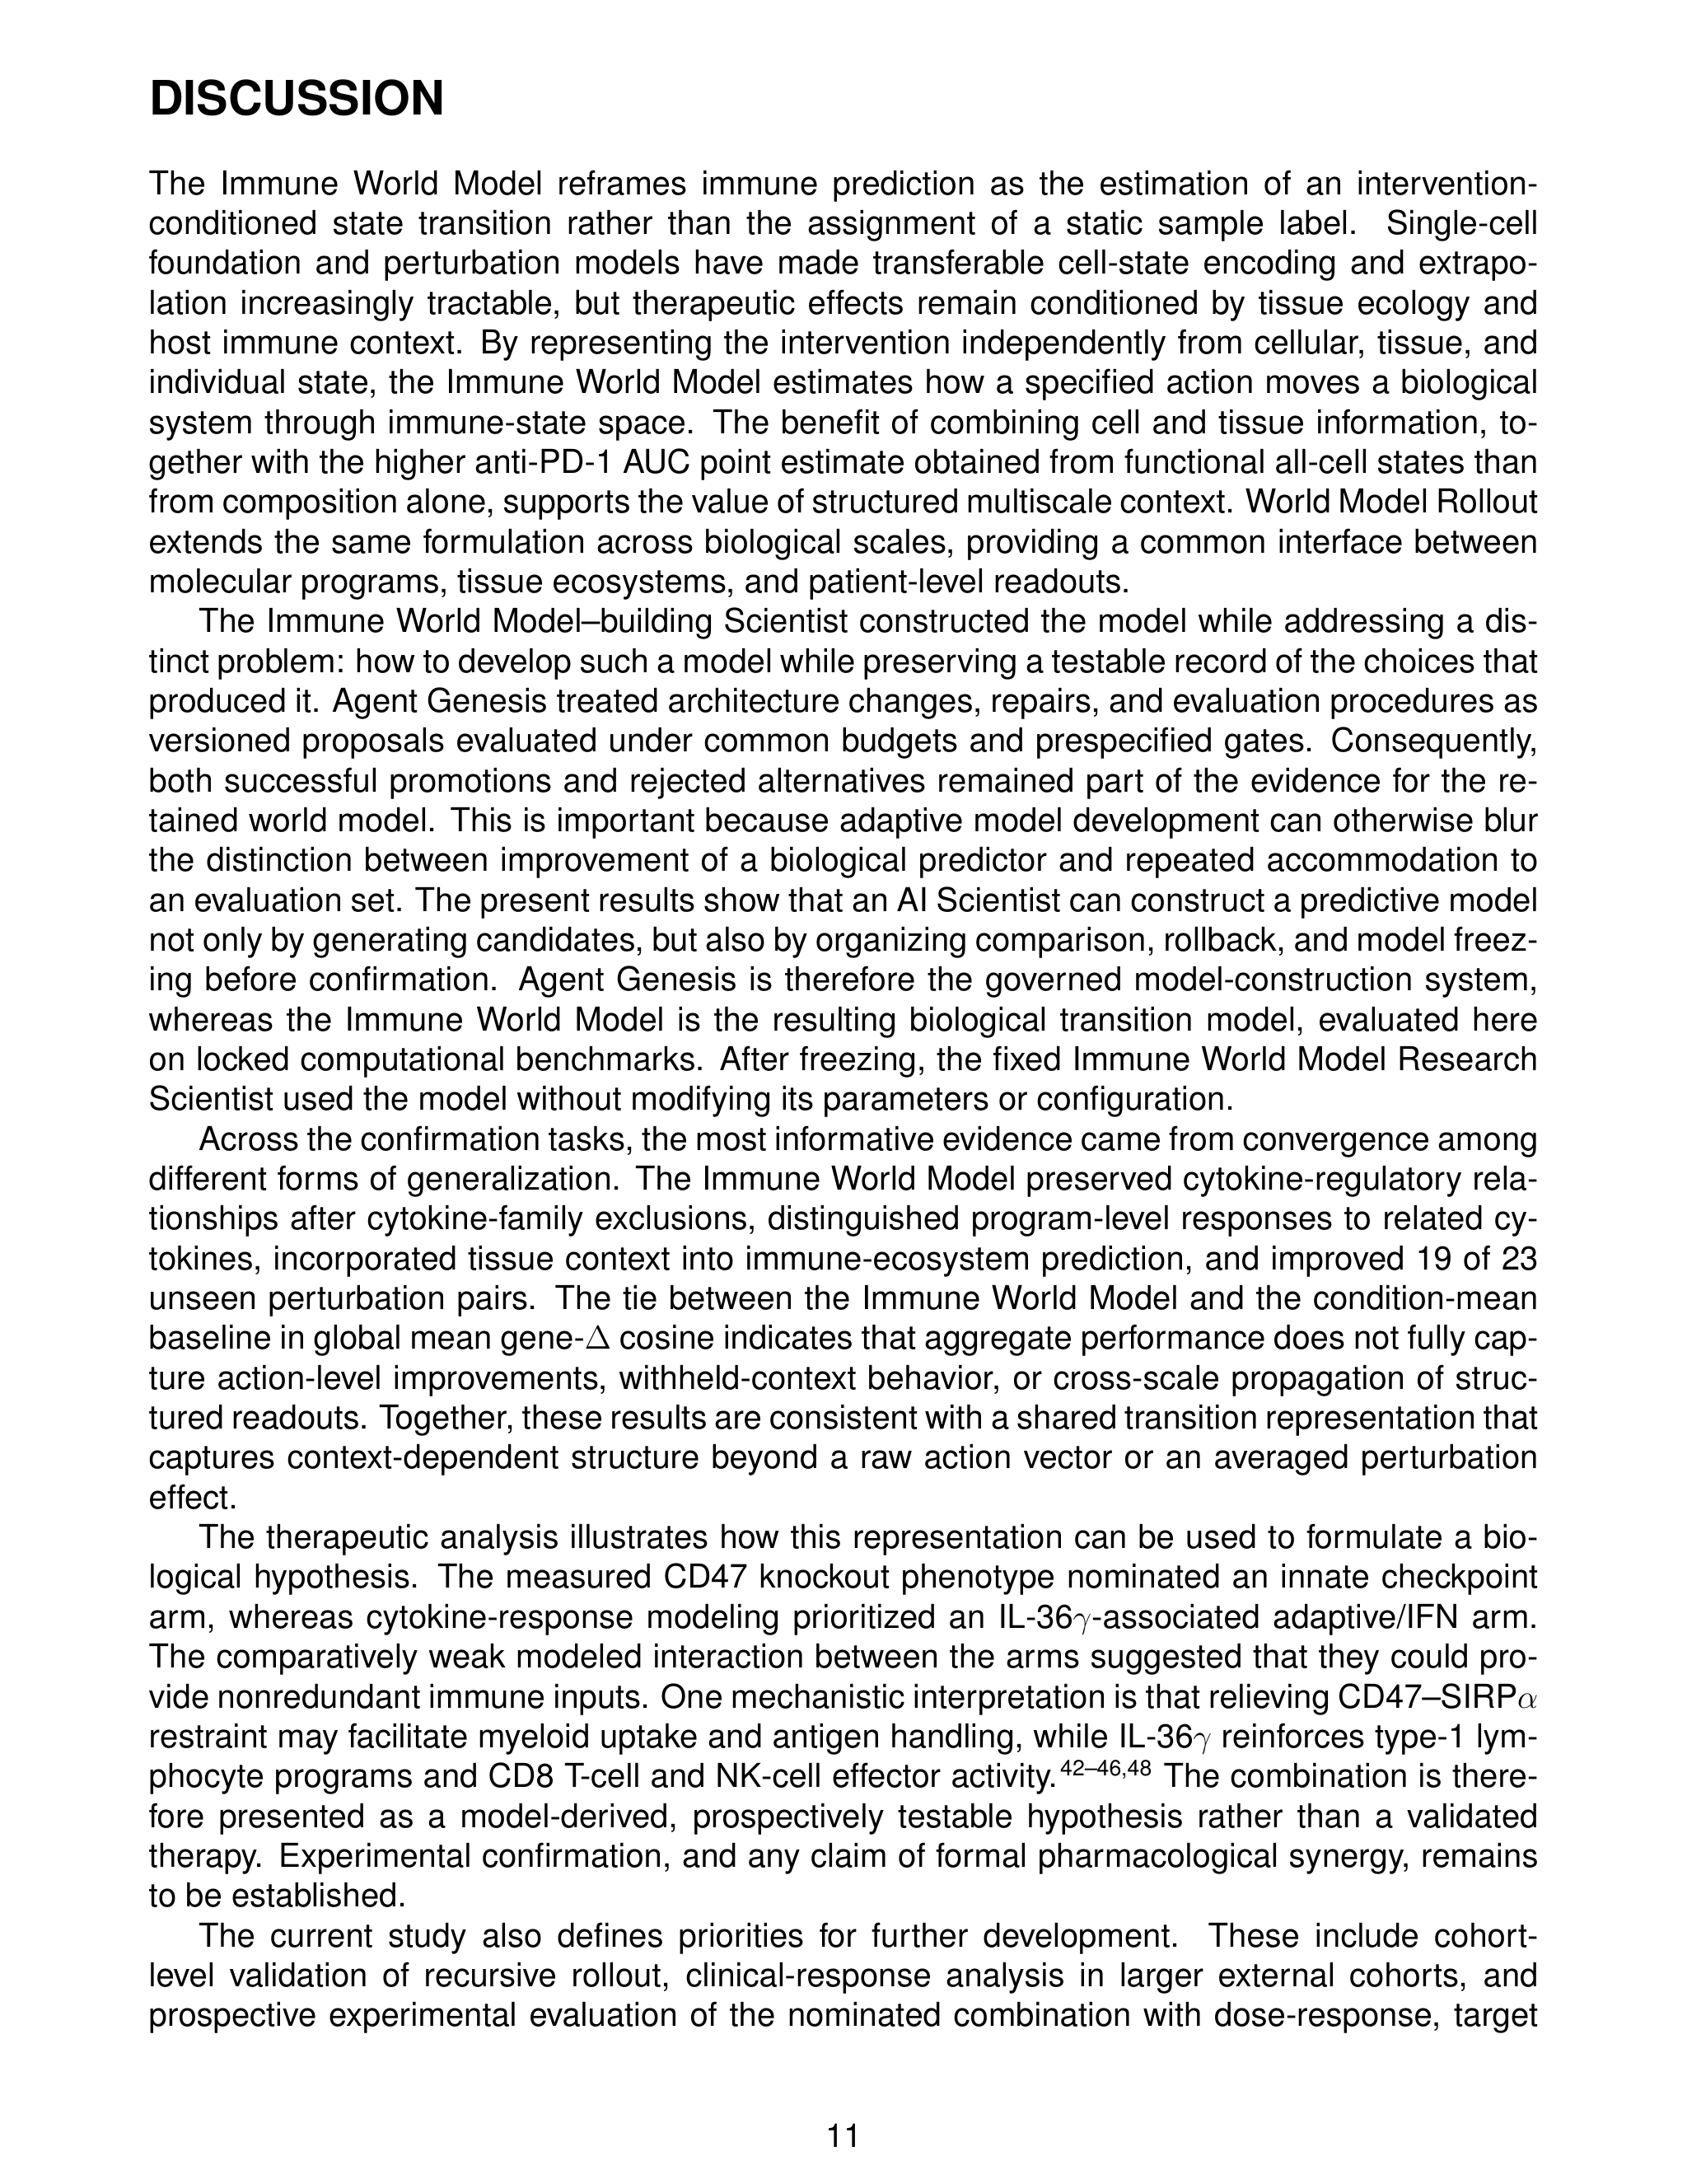 DISCUSSION
The Immune World Model reframes immune prediction as the estimation of an intervention-
conditioned state transition rather than the assignment of a static sample label. Single-cell
foundation and perturbation models have made transferable cell-state encoding and extrapo-
lation increasingly tractable, but therapeutic effects remain conditioned by tissue ecology and
host immune context. By representing the intervention independently from cellular, tissue, and
individual state, the Immune World Model estimates how a specified action moves a biological
system through immune-state space. The benefit of combining cell and tissue information, to-
gether with the higher anti-PD-1 AUC point estimate obtained from functional all-cell states than
from composition alone, supports the value of structured multiscale context. World Model Rollout
extends the same formulation across biological scales, providing a common interface between
molecular programs, tissue ecosystems, and patient-level readouts.
The Immune World Model–building Scientist constructed the model while addressing a dis-
tinct problem: how to develop such a model while preserving a testable record of the choices that
produced it. Agent Genesis treated architecture changes, repairs, and evaluation procedures as
versioned proposals evaluated under common budgets and prespecified gates. Consequently,
both successful promotions and rejected alternatives remained part of the evidence for the re-
tained world model. This is important because adaptive model development can otherwise blur
the distinction between improvement of a biological predictor and repeated accommodation to
an evaluation set. The present results show that an AI Scientist can construct a predictive model
not only by generating candidates, but also by organizing comparison, rollback, and model freez-
ing before confirmation. Agent Genesis is therefore the governed model-construction system,
whereas the Immune World Model is the resulting biological transition model, evaluated here
on locked computational benchmarks. After freezing, the fixed Immune World Model Research
Scientist used the model without modifying its parameters or configuration.
Across the confirmation tasks, the most informative evidence came from convergence among
different forms of generalization. The Immune World Model preserved cytokine-regulatory rela-
tionships after cytokine-family exclusions, distinguished program-level responses to related cy-
tokines, incorporated tissue context into immune-ecosystem prediction, and improved 19 of 23
unseen perturbation pairs. The tie between the Immune World Model and the condition-mean
baseline in global mean gene-Δ cosine indicates that aggregate performance does not fully cap-
ture action-level improvements, withheld-context behavior, or cross-scale propagation of struc-
tured readouts. Together, these results are consistent with a shared transition representation that
captures context-dependent structure beyond a raw action vector or an averaged perturbation
effect.
The therapeutic analysis illustrates how this representation can be used to formulate a bio-
logical hypothesis. The measured CD47 knockout phenotype nominated an innate checkpoint
arm, whereas cytokine-response modeling prioritized an IL-36γ-associated adaptive/IFN arm.
The comparatively weak modeled interaction between the arms suggested that they could pro-
vide nonredundant immune inputs. One mechanistic interpretation is that relieving CD47–SIRPα
restraint may facilitate myeloid uptake and antigen handling, while IL-36γ reinforces type-1 lym-
phocyte programs and CD8 T-cell and NK-cell effector activity.42–46,48 The combination is there-
fore presented as a model-derived, prospectively testable hypothesis rather than a validated
therapy. Experimental confirmation, and any claim of formal pharmacological synergy, remains
to be established.
The current study also defines priorities for further development. These include cohort-
level validation of recursive rollout, clinical-response analysis in larger external cohorts, and
prospective experimental evaluation of the nominated combination with dose-response, target
11